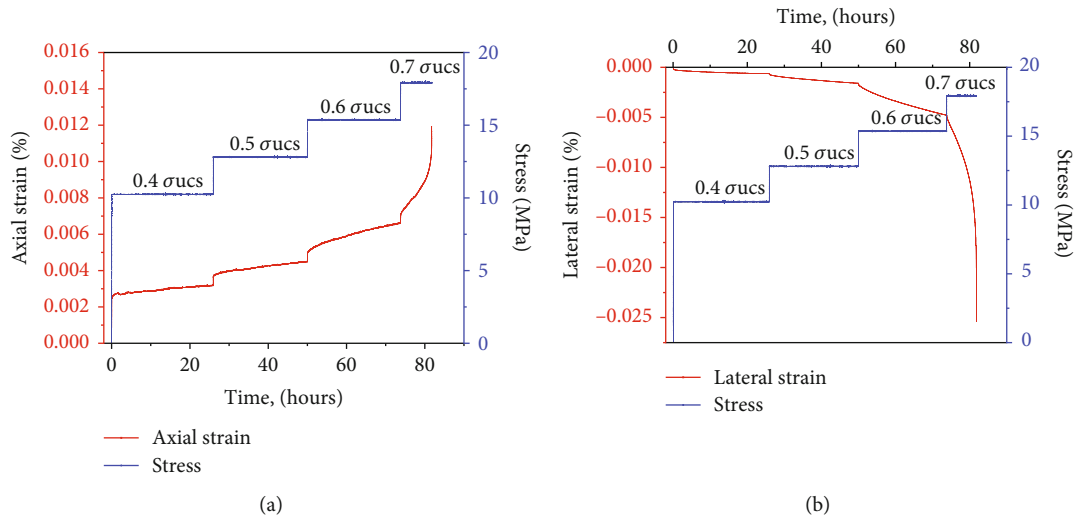 0.016
0.014
0.012
0.010
0.008
0.006
0.004
0.002
0.000
Axial strain (%)
20
15
10
5
0
Stress (MPa)
0.4 σucs
0.5 σucs
0.6 σucs
0.7 σucs
0 20 40 60 80
Time, (hours)
Axial strain
Stress
(a)
Time, (hours)
0 20 40 60 80
0.000
−0.005
−0.010
−0.015
−0.020
−0.025
Lateral strain (%)
20
15
10
5
0
Stress (MPa)
0.4 σucs
0.5 σucs
0.6 σucs
0.7 σucs
Lateral strain
Stress
(b)